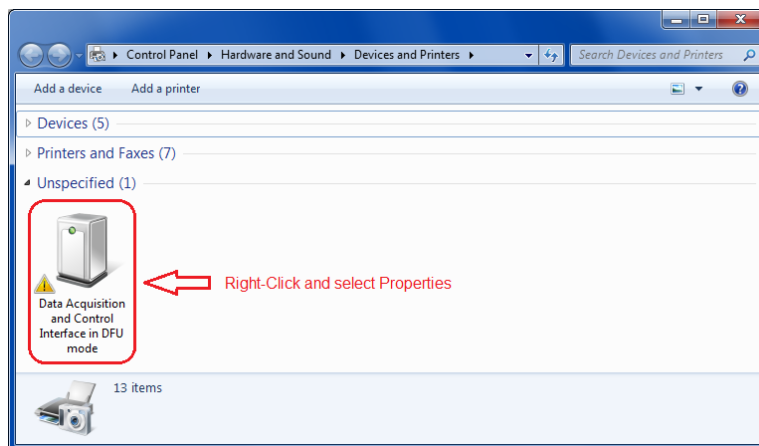 Control Panel Hardware and Sound Devices and Printers Search Devices and Printers
Add a device Add a printer
Devices (5)
Printers and Faxes (7)
Unspecified (1)
Right-Click and select Properties
Data Acquisition
and Control
Interface in DFU
mode
13 items